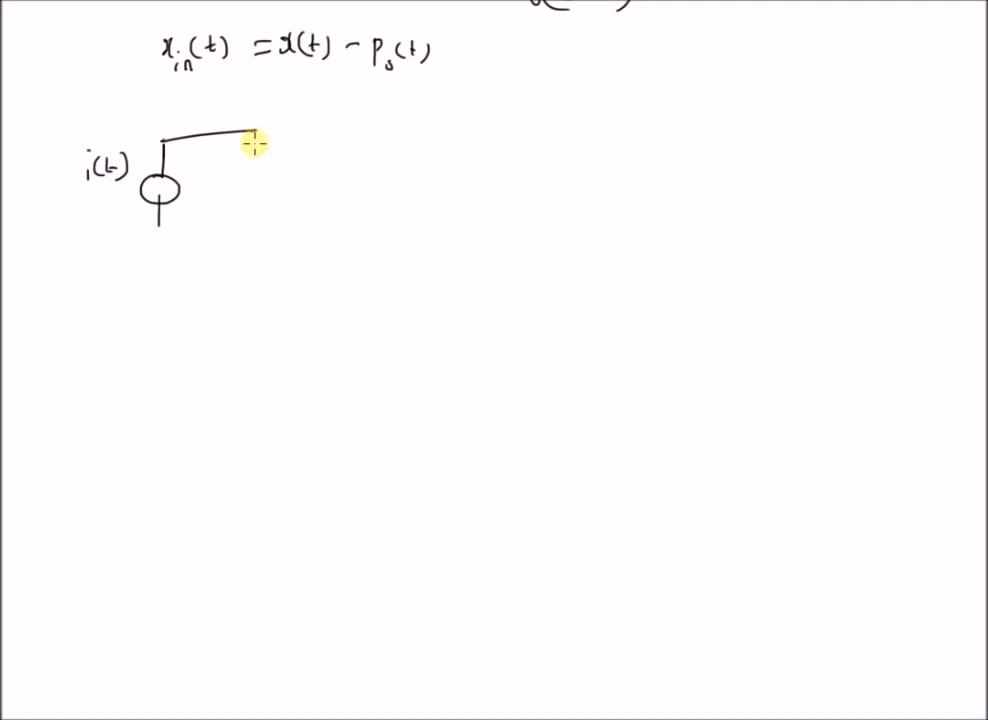 x_in(t) = x(t) - p_s(t)
i(t)